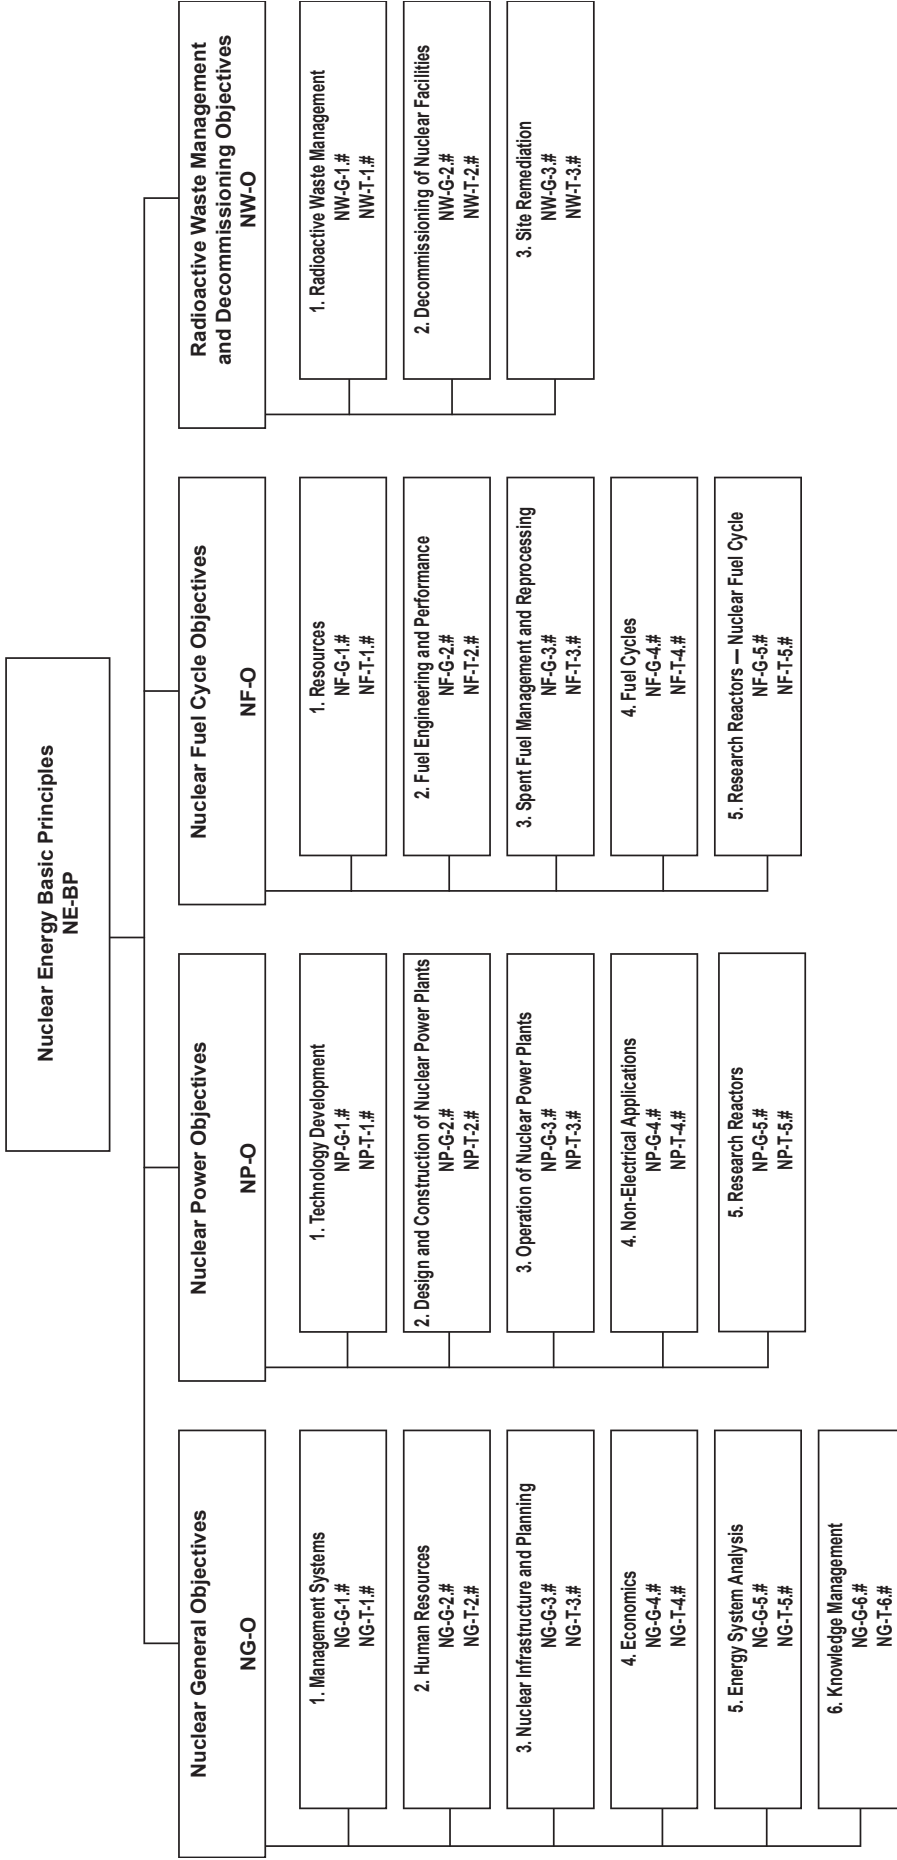 Nuclear Energy Basic Principles
NE-BP
Nuclear General Objectives
NG-O
1. Management Systems
NG-G-1.#
NG-T-1.#
2. Human Resources
NG-G-2.#
NG-T-2.#
3. Nuclear Infrastructure and Planning
NG-G-3.#
NG-T-3.#
4. Economics
NG-G-4.#
NG-T-4.#
5. Energy System Analysis
NG-G-5.#
NG-T-5.#
6. Knowledge Management
NG-G-6.#
NG-T-6.#
Nuclear Power Objectives
NP-O
1. Technology Development
NP-G-1.#
NP-T-1.#
2. Design and Construction of Nuclear Power Plants
NP-G-2.#
NP-T-2.#
3. Operation of Nuclear Power Plants
NP-G-3.#
NP-T-3.#
4. Non-Electrical Applications
NP-G-4.#
NP-T-4.#
5. Research Reactors
NP-G-5.#
NP-T-5.#
Nuclear Fuel Cycle Objectives
NF-O
1. Resources
NF-G-1.#
NF-T-1.#
2. Fuel Engineering and Performance
NF-G-2.#
NF-T-2.#
3. Spent Fuel Management and Reprocessing
NF-G-3.#
NF-T-3.#
4. Fuel Cycles
NF-G-4.#
NF-T-4.#
5. Research Reactors — Nuclear Fuel Cycle
NF-G-5.#
NF-T-5.#
Radioactive Waste Management
and Decommissioning Objectives
NW-O
1. Radioactive Waste Management
NW-G-1.#
NW-T-1.#
2. Decommissioning of Nuclear Facilities
NW-G-2.#
NW-T-2.#
3. Site Remediation
NW-G-3.#
NW-T-3.#